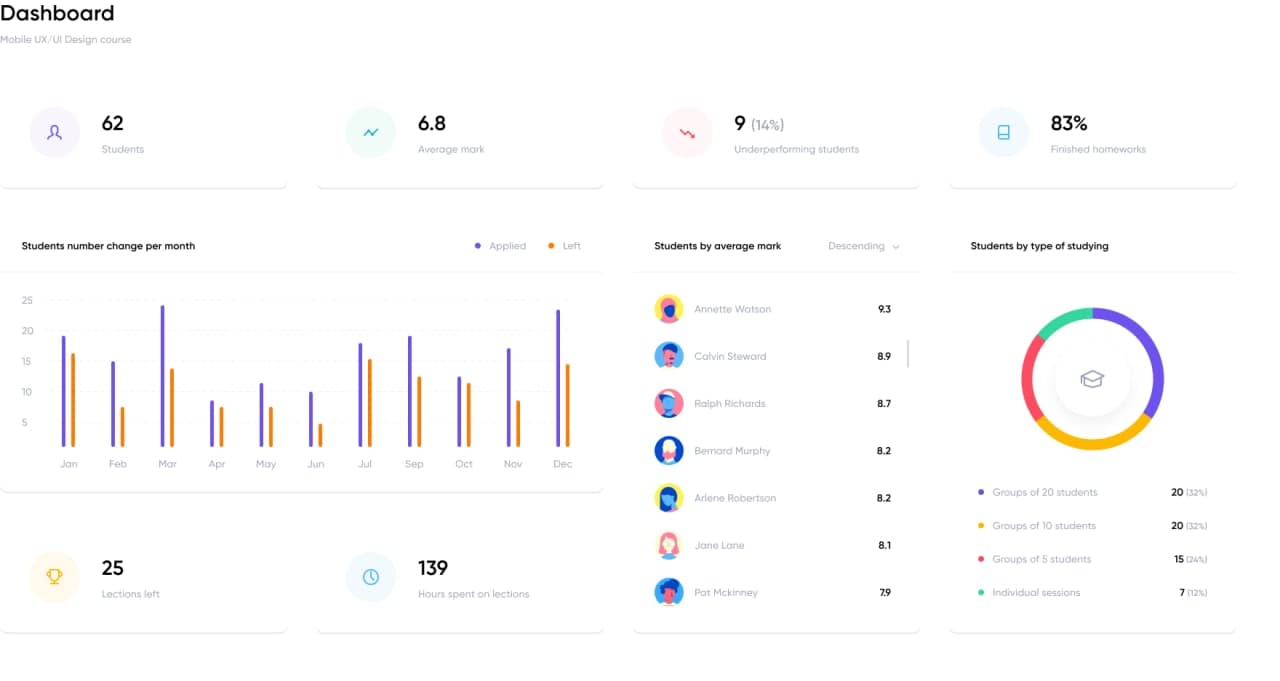 Dashboard
Mobile UX/UI Design course
62
Students
6.8
Average mark
9 (14%)
Underperforming students
83%
Finished homeworks
Students number change per month
Applied
Left
25
20
15
10
5
Jan Feb Mar Apr May Jun Jul Sep Oct Nov Dec
25
Lections left
139
Hours spent on lections
Students by average mark
Descending
Annette Watson 9.3
Calvin Steward 8.9
Ralph Richards 8.7
Bernard Murphy 8.2
Arlene Robertson 8.2
Jane Lane 8.1
Pat Mckinney 7.9
Students by type of studying
Groups of 20 students 20 (32%)
Groups of 10 students 20 (32%)
Groups of 5 students 15 (24%)
Individual sessions 7 (12%)